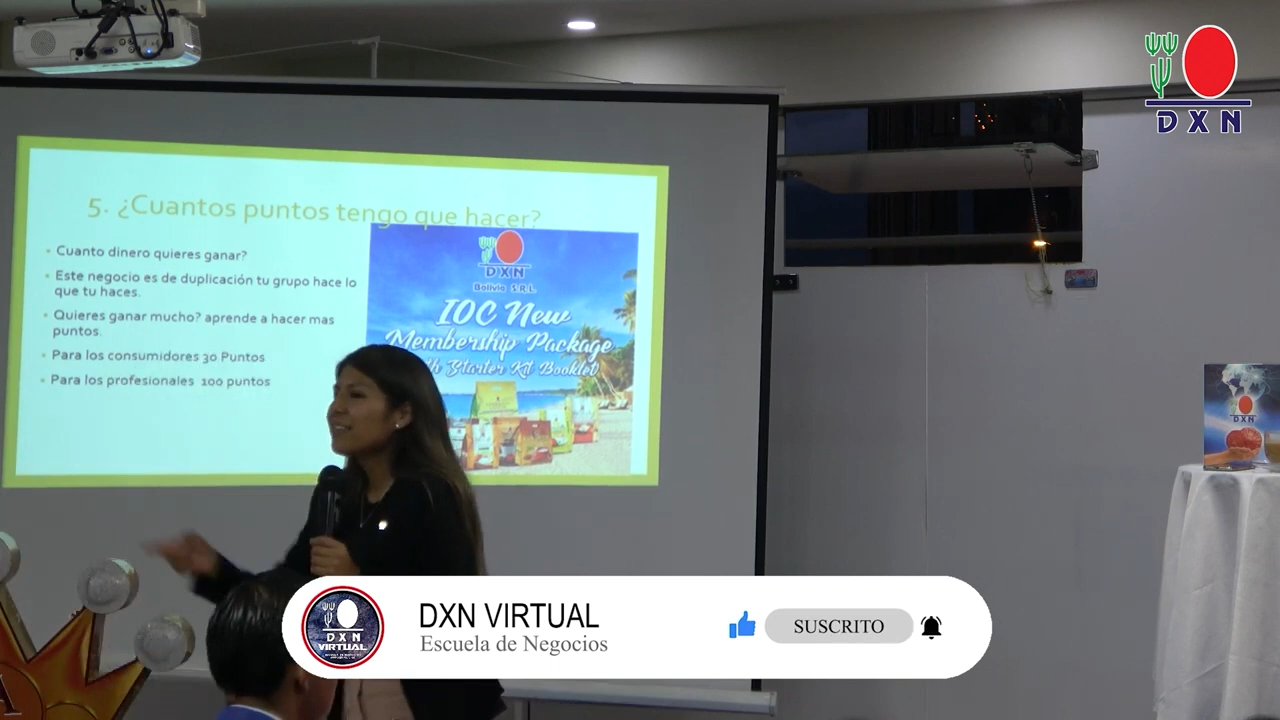 DXN
5. ¿Cuantos puntos tengo que hacer?
Cuanto dinero quieres ganar?
Este negocio es de duplicación tu grupo hace lo
que tu haces.
Quieres ganar mucho? aprende a hacer mas
puntos.
Para los consumidores 30 Puntos
Para los profesionales 100 puntos
DXN
Bolivia S.R.L.
IOC New
Membership Package
Starter Kit Booklet
DXN
DXN
VIRTUAL
DXN VIRTUAL
Escuela de Negocios
SUSCRITO